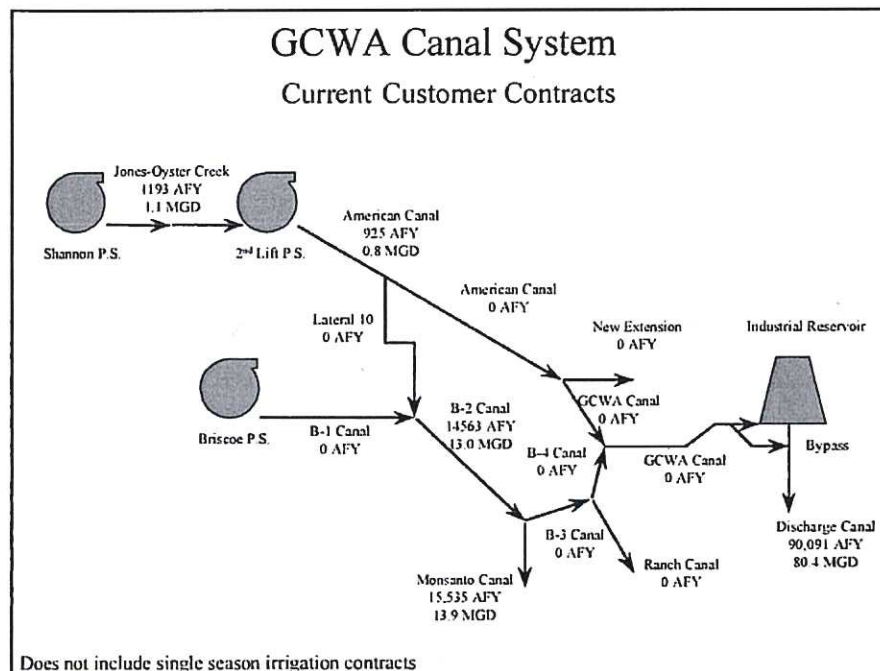 GCWA Canal System
Current Customer Contracts
Jones-Oyster Creek
1193 AFY
1.1 MGD
Shannon P.S.
2nd Lift P.S.
American Canal
925 AFY
0.8 MGD
American Canal
0 AFY
Lateral 10
0 AFY
New Extension
0 AFY
Industrial Reservoir
GCWA Canal
0 AFY
Briscoe P.S.
B-1 Canal
0 AFY
B-2 Canal
14563 AFY
13.0 MGD
B-4 Canal
0 AFY
GCWA Canal
0 AFY
Bypass
B-3 Canal
0 AFY
Ranch Canal
0 AFY
Discharge Canal
90,091 AFY
80.4 MGD
Monsanto Canal
15,535 AFY
13.9 MGD
Does not include single season irrigation contracts